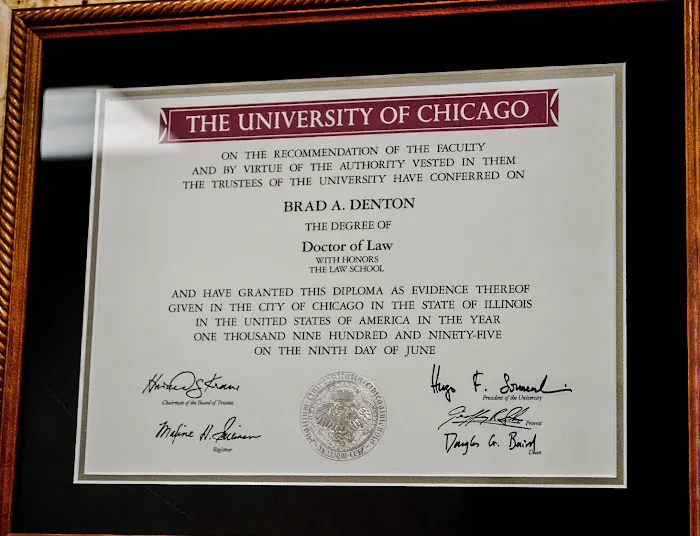 THE UNIVERSITY OF CHICAGO
ON THE RECOMMENDATION OF THE FACULTY
AND BY VIRTUE OF THE AUTHORITY VESTED IN THEM
THE TRUSTEES OF THE UNIVERSITY HAVE CONFERRED ON
BRAD A. DENTON
THE DEGREE OF
Doctor of Law
WITH HONORS
THE LAW SCHOOL
AND HAVE GRANTED THIS DIPLOMA AS EVIDENCE THEREOF
GIVEN IN THE CITY OF CHICAGO IN THE STATE OF ILLINOIS
IN THE UNITED STATES OF AMERICA IN THE YEAR
ONE THOUSAND NINE HUNDRED AND NINETY-FIVE
ON THE NINTH DAY OF JUNE
Chairman of the Board of Trustees
Maxine H.
Registrar
Hugo F.
President of the University
Provost
Douglas G. Baird
Dean